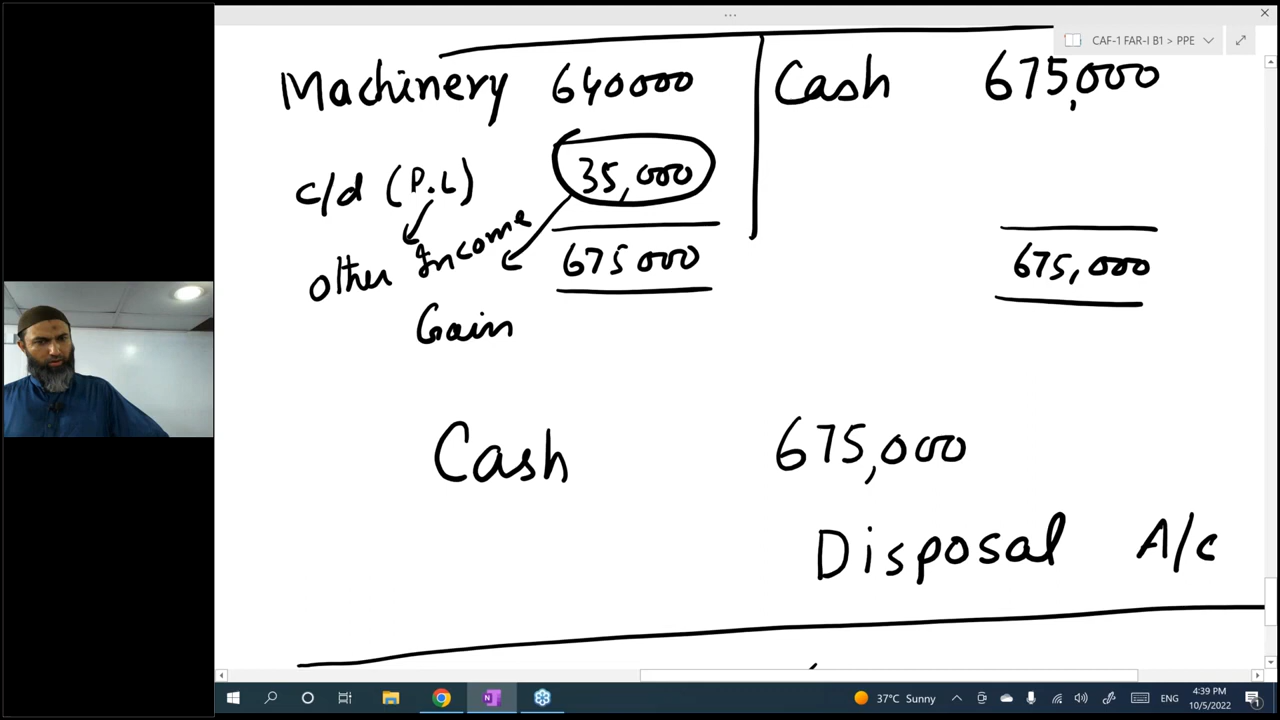 CAF-1 FAR-I B1 > PPE
Machinery 640000 Cash 675,000
c/d (P.L) 35,000
other Income 675000 675,000
Gain
Cash 675,000
Disposal A/c
37°C Sunny
ENG
4:39 PM
10/5/2022
1